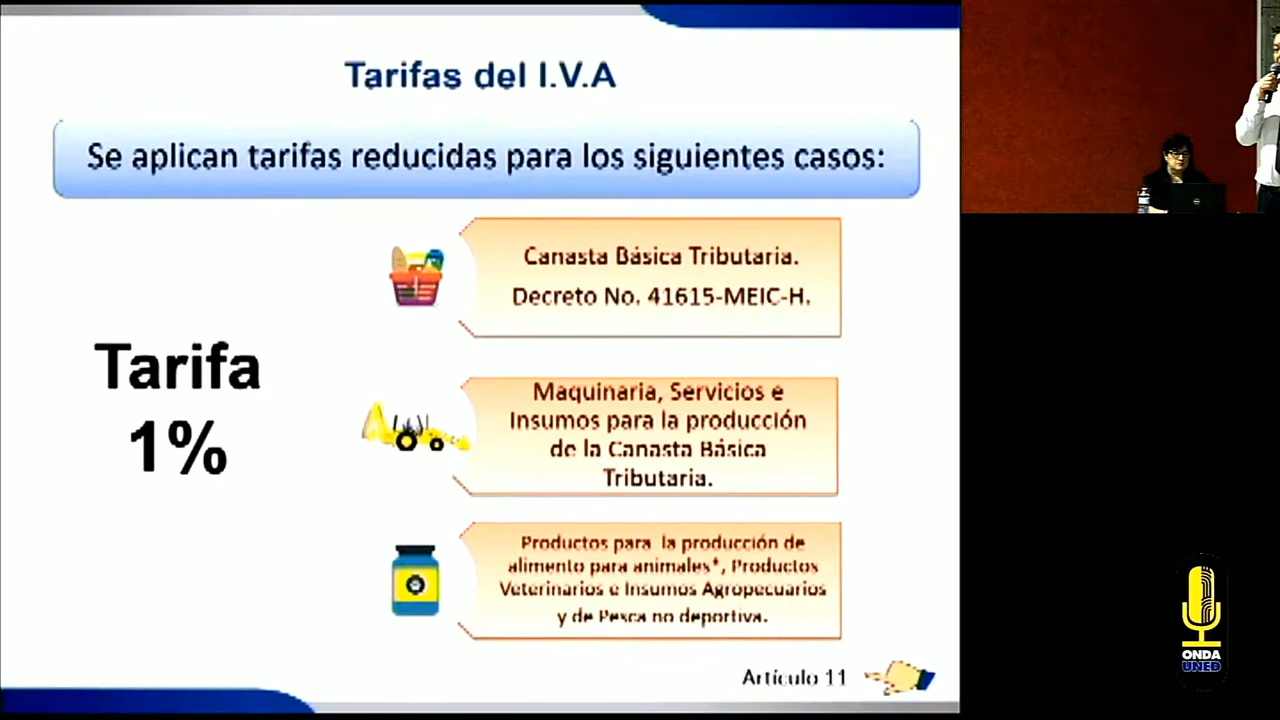 Tarifas del I.V.A
Se aplican tarifas reducidas para los siguientes casos:
Tarifa
1%
Canasta Básica Tributaria.
Decreto No. 41615-MEIC-H.
Maquinaria, Servicios e
Insumos para la producción
de la Canasta Básica
Tributaria.
Productos para la producción de
alimento para animales*, Productos
Veterinarios e Insumos Agropecuarios
y de Pesca no deportiva.
Artículo 11
ONDA
UNED